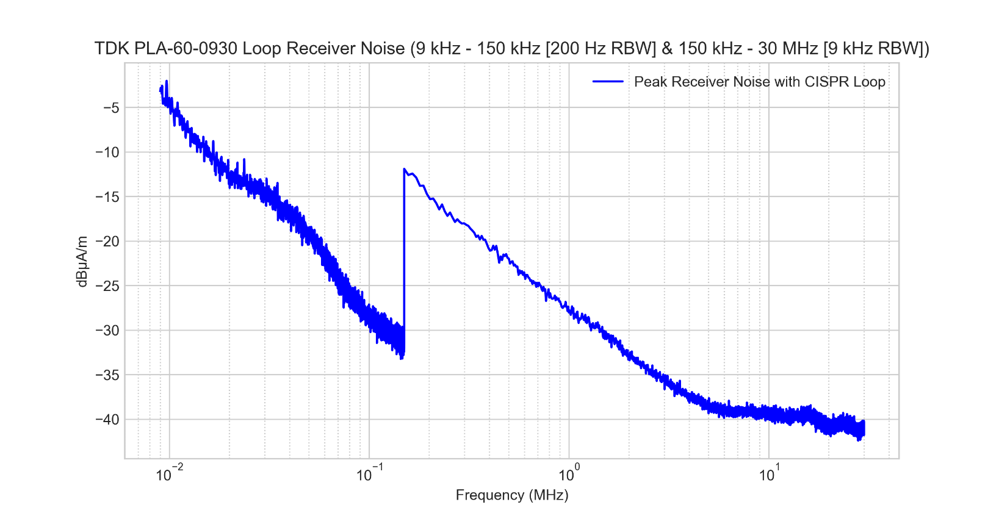 TDK PLA-60-0930 Loop Receiver Noise (9 kHz - 150 kHz [200 Hz RBW] & 150 kHz - 30 MHz [9 kHz RBW])
Peak Receiver Noise with CISPR Loop
−5
−10
−15
−20
−25
−30
−35
−40
dBµA/m
10−2 10−1 100 101
Frequency (MHz)